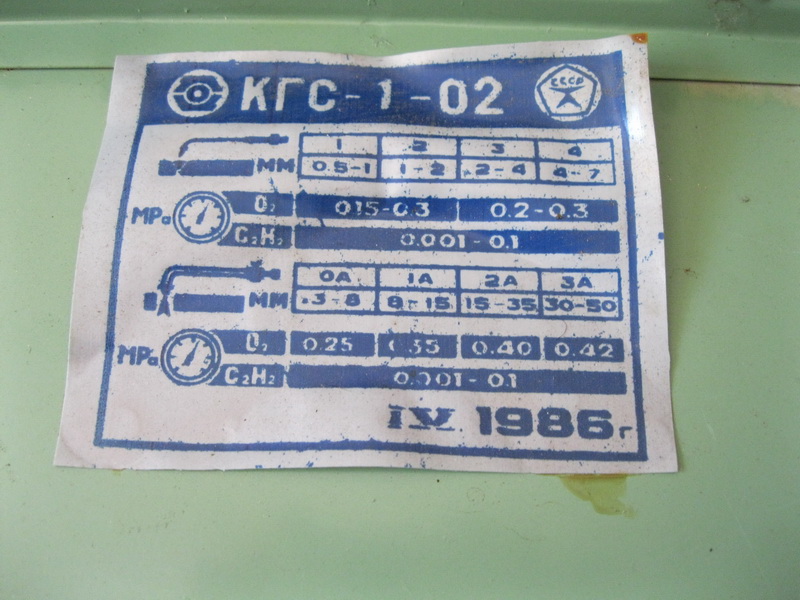 КГС-1-02
СССР
1 2 3 4
ММ 0.5-1 1-2 2-4 4-7
МРа O₂ 0.15-0.3 0.2-0.3
C₂H₂ 0.001-0.1
0А 1А 2А 3А
ММ 3-8 8-15 15-35 30-50
МРа O₂ 0.25 0.35 0.40 0.42
C₂H₂ 0.001-0.1
IV 1986г